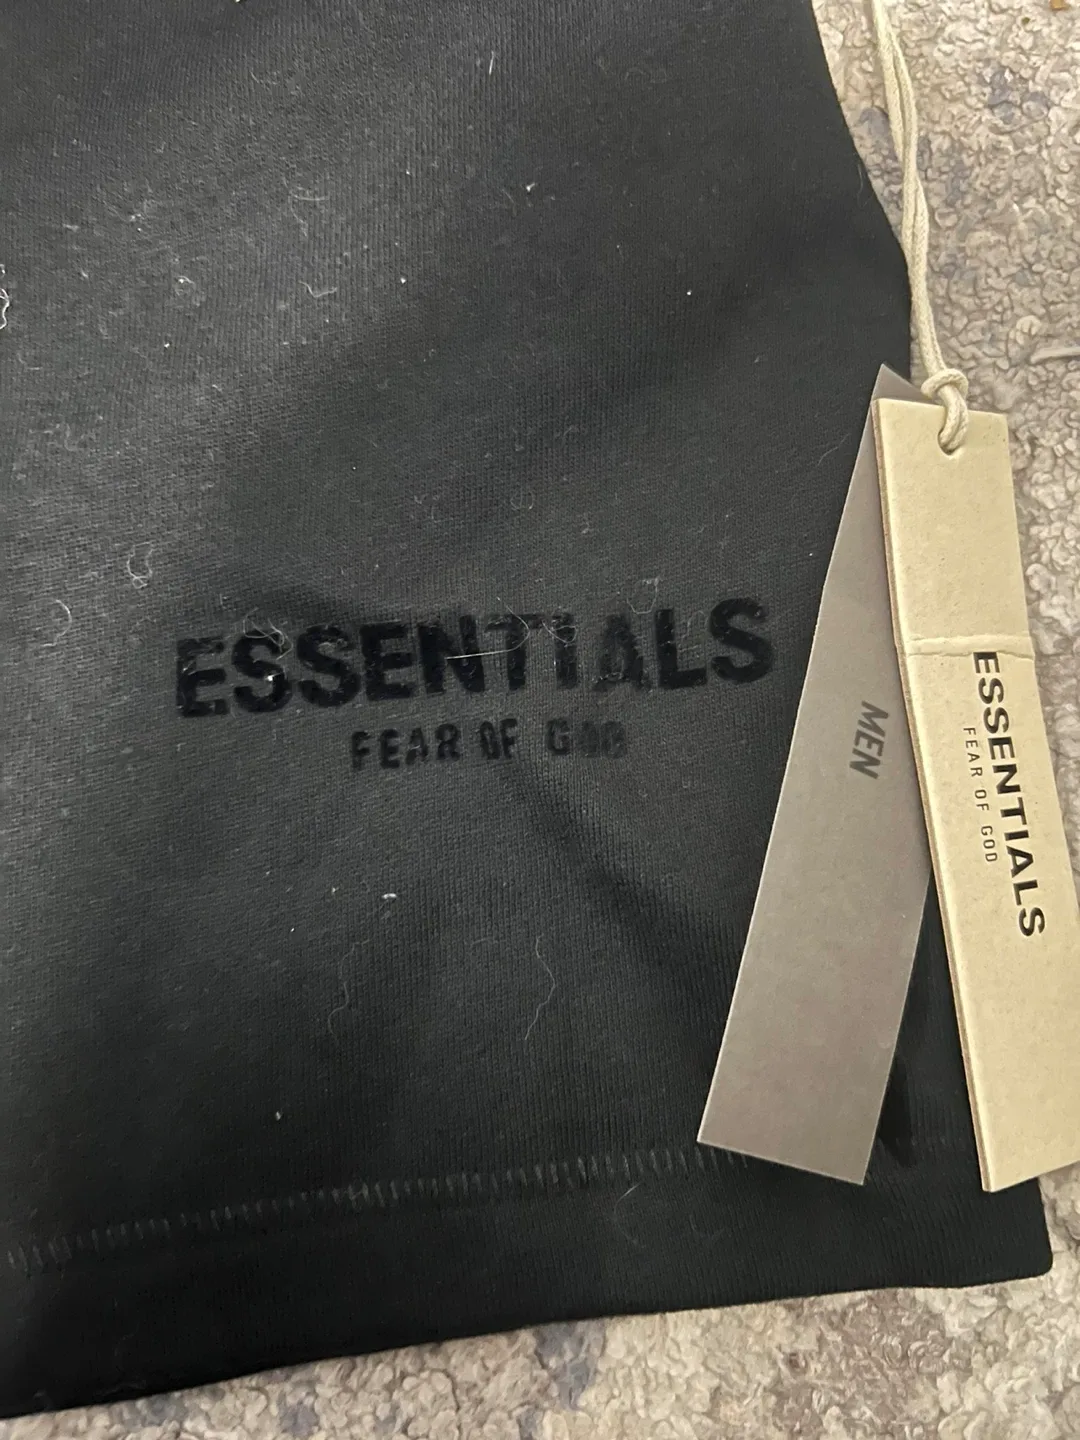 ESSENTIALS
FEAR OF GOD
MEN
ESSENTIALS
FEAR OF GOD